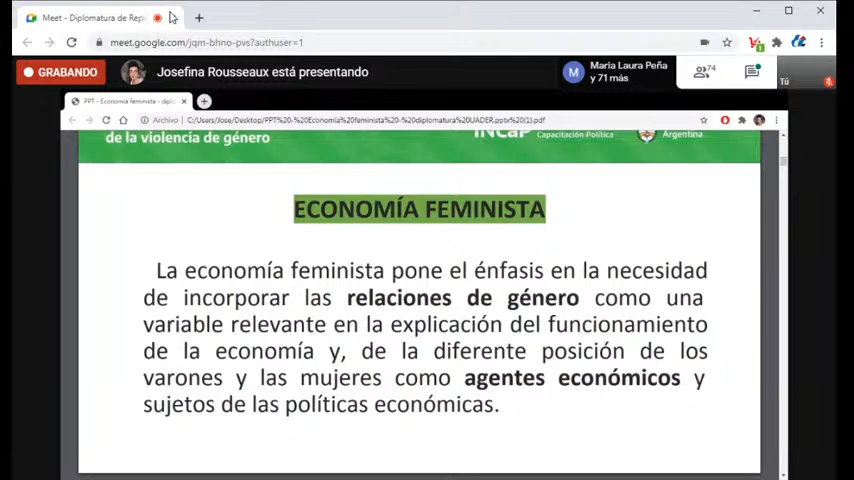 Meet - Diplomatura de Rep
meet.google.com/jqm-bhno-pvs?authuser=1
GRABANDO
Josefina Rousseaux está presentando
M
Maria Laura Peña
y 71 más
74
Tú
PPT - Economía feminista - dipl
Archivo
C:/Users/Jose/Desktop/PPT%20-%20Economía%20feminista%20-%20diplomatura%20UADER.pptx%20(1).pdf
de la violencia de género
INCaP
Capacitación Política
Argentina
ECONOMÍA FEMINISTA
La economía feminista pone el énfasis en la necesidad
de incorporar las relaciones de género como una
variable relevante en la explicación del funcionamiento
de la economía y, de la diferente posición de los
varones y las mujeres como agentes económicos y
sujetos de las políticas económicas.